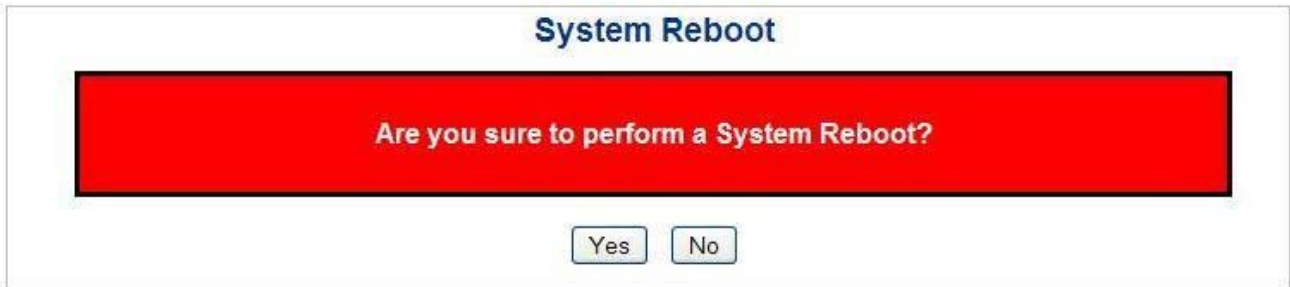 System Reboot
Are you sure to perform a System Reboot?
Yes No